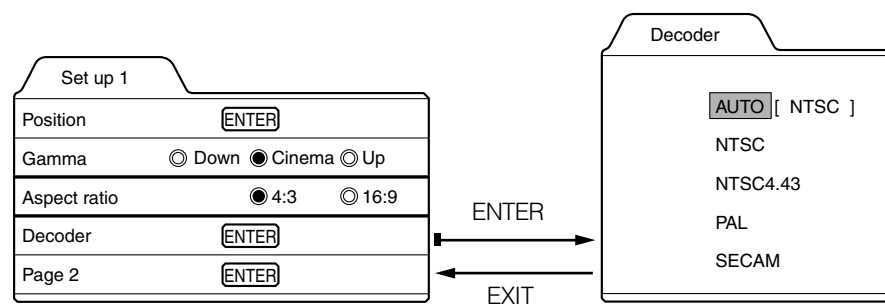 Set up 1
Position ENTER
Gamma Down Cinema Up
Aspect ratio 4:3 16:9
Decoder ENTER
Page 2 ENTER
ENTER
EXIT
Decoder
AUTO [ NTSC ]
NTSC
NTSC4.43
PAL
SECAM